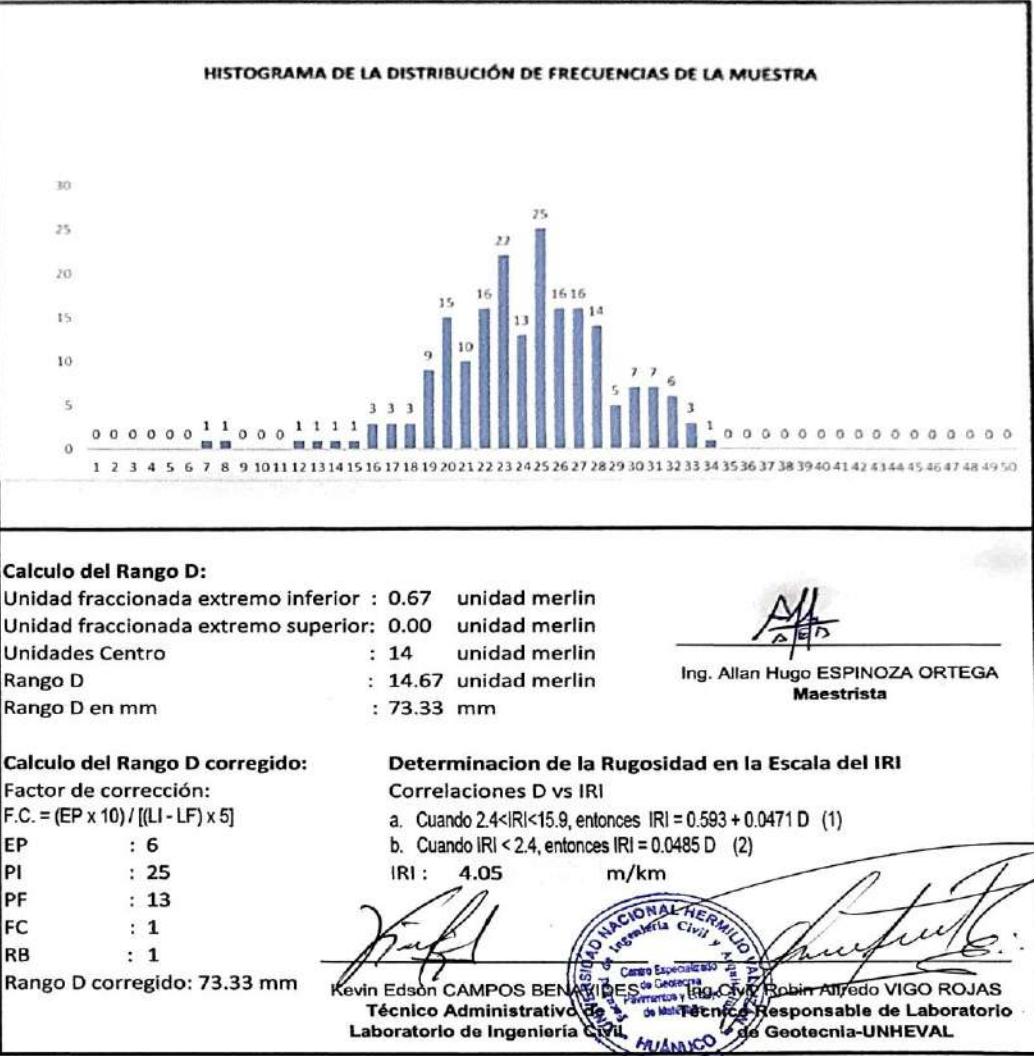 HISTOGRAMA DE LA DISTRIBUCIÓN DE FRECUENCIAS DE LA MUESTRA
30
25
20
15
10
5
0
0 0 0 0 0 0 1 1 0 0 0 1 1 1 1 3 3 3 9 15 10 16 22 13 25 16 16 14 5 7 7 6 3 1 0 0 0 0 0 0 0 0 0 0 0 0 0 0 0 0
1 2 3 4 5 6 7 8 9 10 11 12 13 14 15 16 17 18 19 20 21 22 23 24 25 26 27 28 29 30 31 32 33 34 35 36 37 38 39 40 41 42 43 44 45 46 47 48 49 50
Calculo del Rango D:
Unidad fraccionada extremo inferior : 0.67 unidad merlin
Unidad fraccionada extremo superior: 0.00 unidad merlin
Unidades Centro : 14 unidad merlin
Rango D : 14.67 unidad merlin
Rango D en mm : 73.33 mm
Ing. Allan Hugo ESPINOZA ORTEGA
Maestrista
Calculo del Rango D corregido:
Factor de corrección:
F.C. = (EP x 10) / [(LI - LF) x 5]
EP : 6
PI : 25
PF : 13
FC : 1
RB : 1
Rango D corregido: 73.33 mm
Determinacion de la Rugosidad en la Escala del IRI
Correlaciones D vs IRI
a. Cuando 2.4<IRI<15.9, entonces IRI = 0.593 + 0.0471 D (1)
b. Cuando IRI < 2.4, entonces IRI = 0.0485 D (2)
IRI : 4.05 m/km
Kevin Edson CAMPOS BENAVIDES
Técnico Administrativo de
Laboratorio de Ingeniería Civil
Ing. Civil Robin Alfredo VIGO ROJAS
Técnico Responsable de Laboratorio
de Geotecnia-UNHEVAL
NACIONAL HERMILIO
de Ingeniería Civil y
Centro Especializado
de Geotecnia
HUÁNUCO